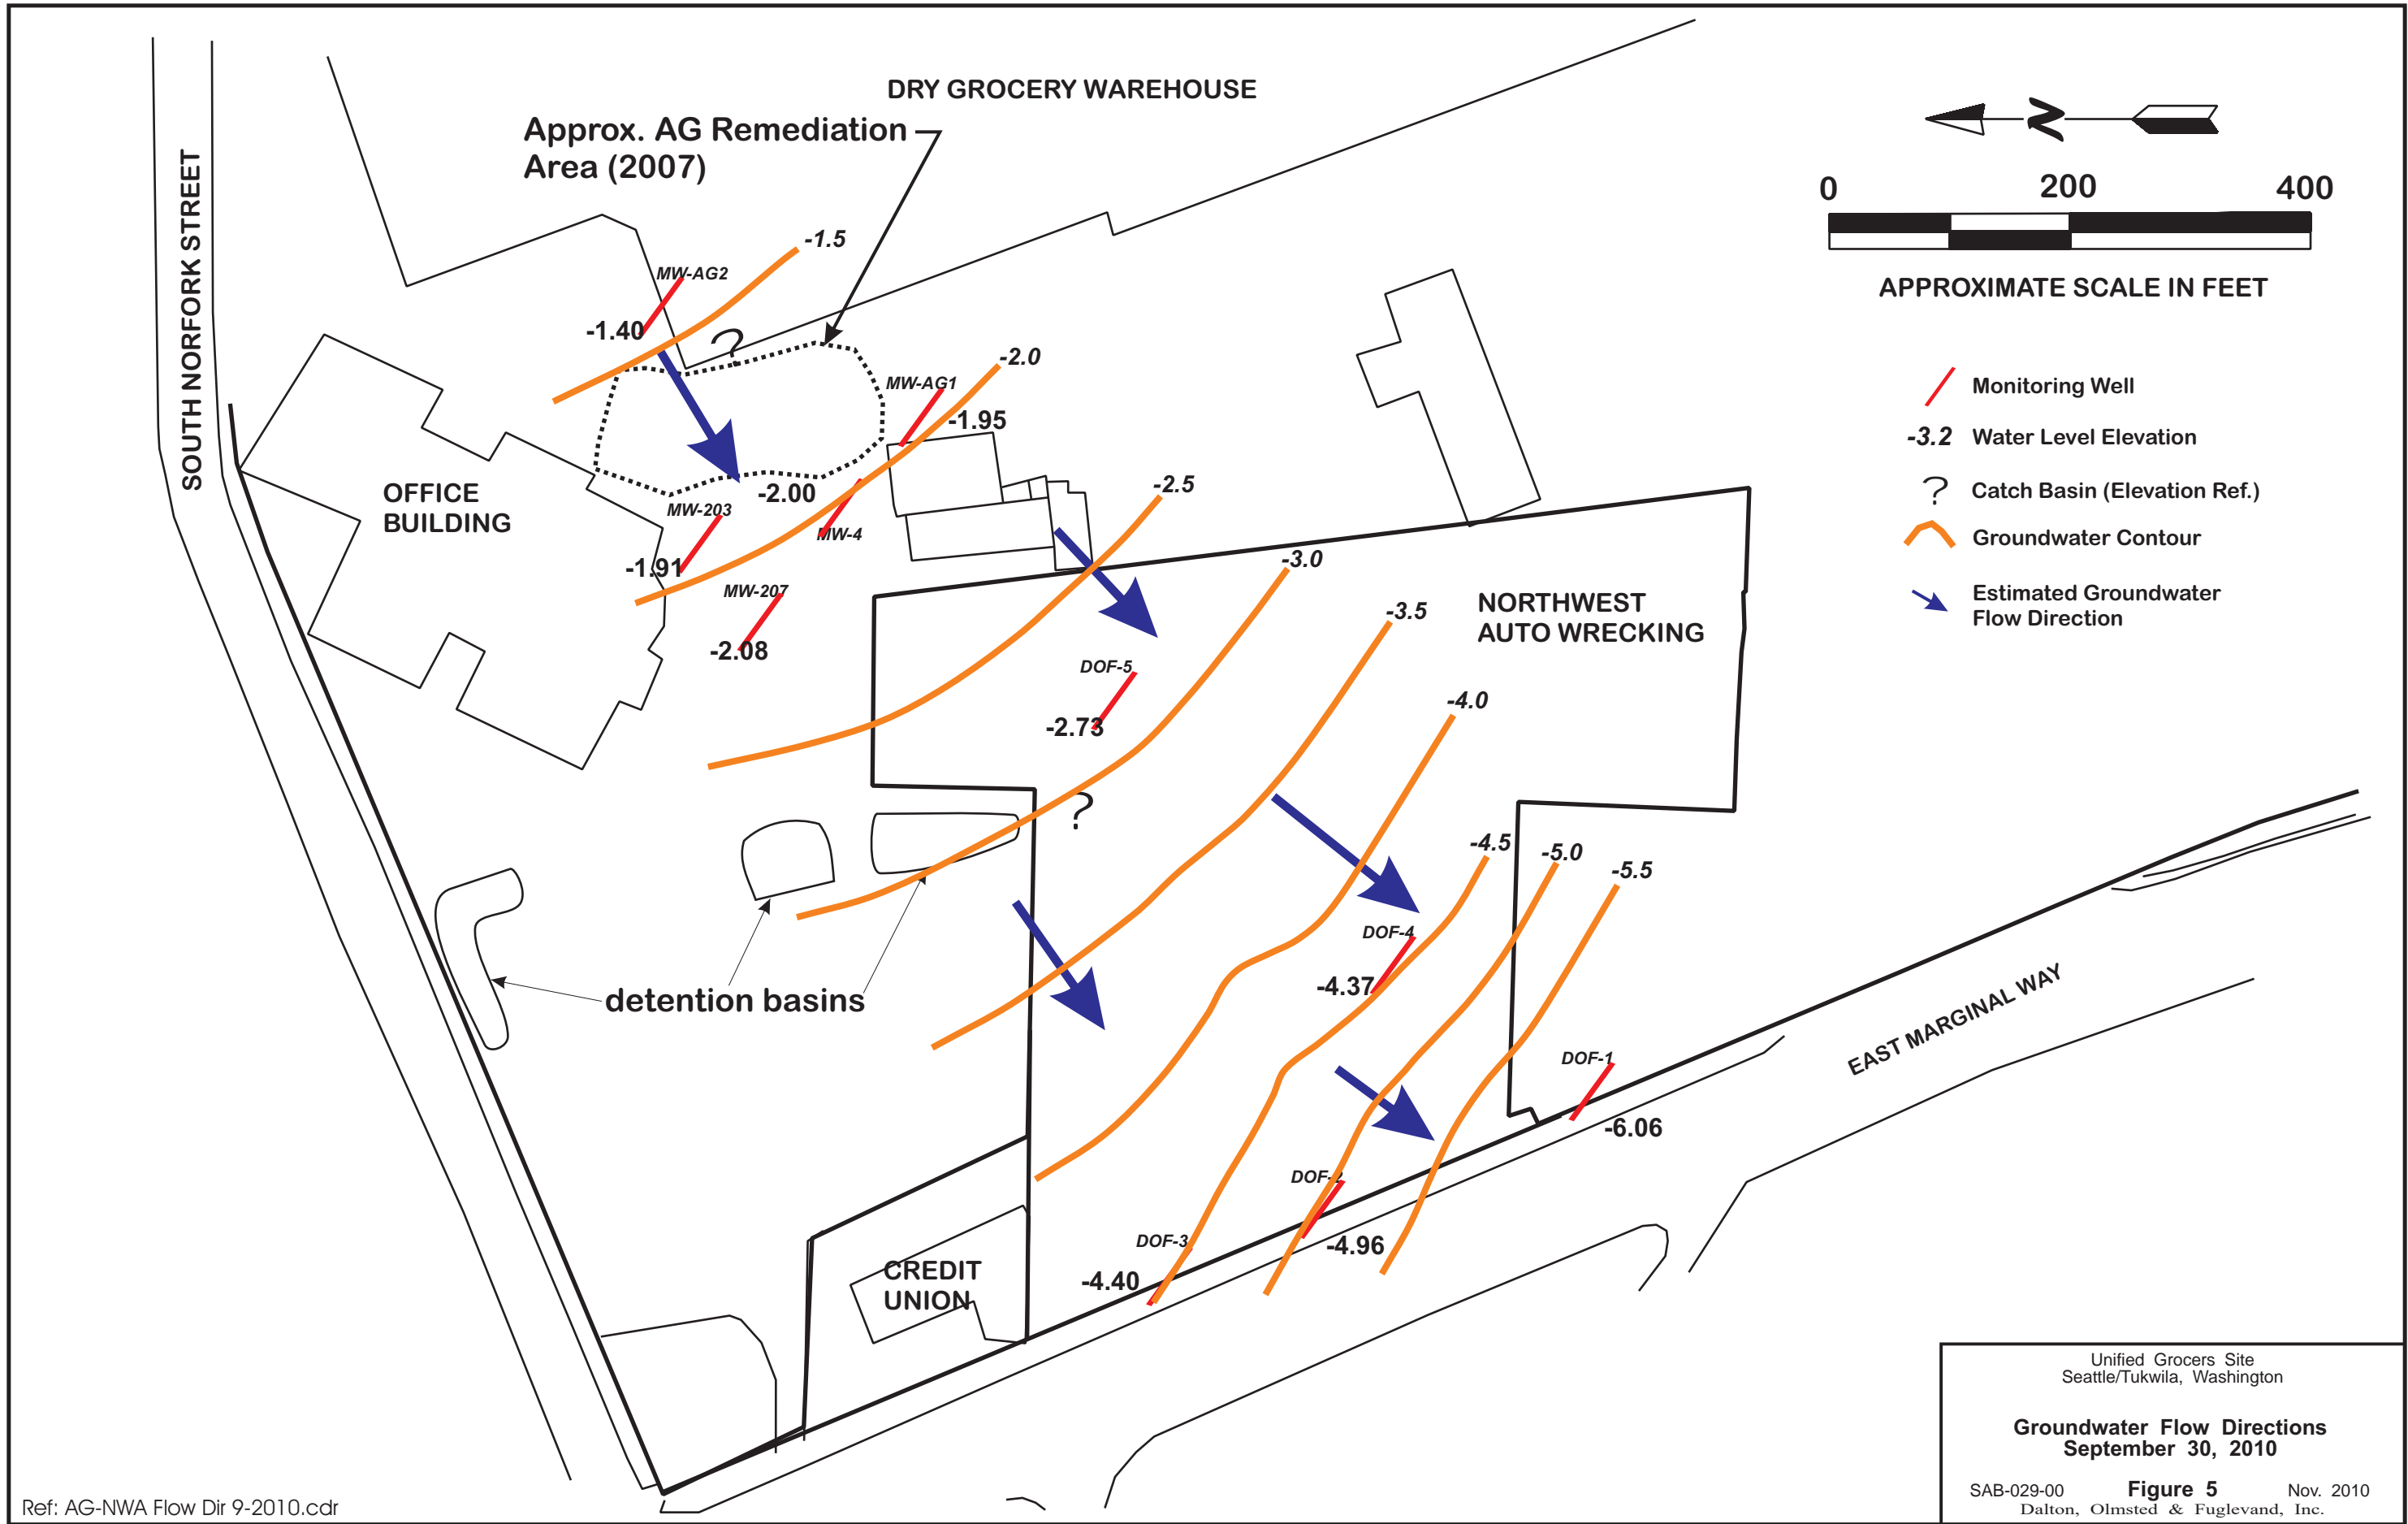 DRY GROCERY WAREHOUSE
Approx. AG Remediation
Area (2007)
SOUTH NORFORK STREET
N
0 200 400
APPROXIMATE SCALE IN FEET
Monitoring Well
-3.2 Water Level Elevation
? Catch Basin (Elevation Ref.)
Groundwater Contour
Estimated Groundwater
Flow Direction
-1.5
MW-AG2
-1.40
?
-2.0
MW-AG1
-1.95
OFFICE
BUILDING
-2.00
MW-4
MW-203
-1.91
MW-207
-2.08
-2.5
-3.0
-3.5
NORTHWEST
AUTO WRECKING
DOF-5
-2.73
-4.0
?
-4.5
-5.0
-5.5
DOF-4
-4.37
detention basins
EAST MARGINAL WAY
DOF-1
-6.06
DOF-2
-4.96
DOF-3
-4.40
CREDIT
UNION
Unified Grocers Site
Seattle/Tukwila, Washington
Groundwater Flow Directions
September 30, 2010
SAB-029-00 Figure 5 Nov. 2010
Dalton, Olmsted & Fuglevand, Inc.
Ref: AG-NWA Flow Dir 9-2010.cdr